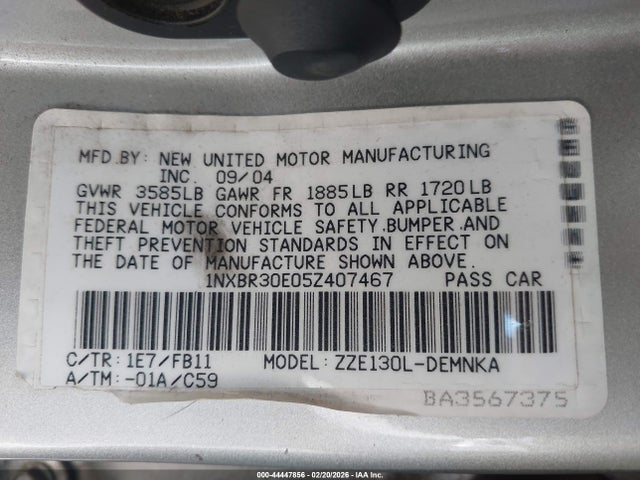 MFD.BY: NEW UNITED MOTOR MANUFACTURING
INC. 09/04
GVWR 3585LB GAWR FR 1885LB RR 1720LB
THIS VEHICLE CONFORMS TO ALL APPLICABLE
FEDERAL MOTOR VEHICLE SAFETY.BUMPER.AND
THEFT PREVENTION STANDARDS IN EFFECT ON
THE DATE OF MANUFACTURE SHOWN ABOVE.
1NXBR30E05Z407467 PASS CAR
C/TR: 1E7/FB11 MODEL: ZZE130L-DEMNKA
A/TM: -01A/C59
BA3567375
000-44447856 - 02/20/2026 - IAA Inc.